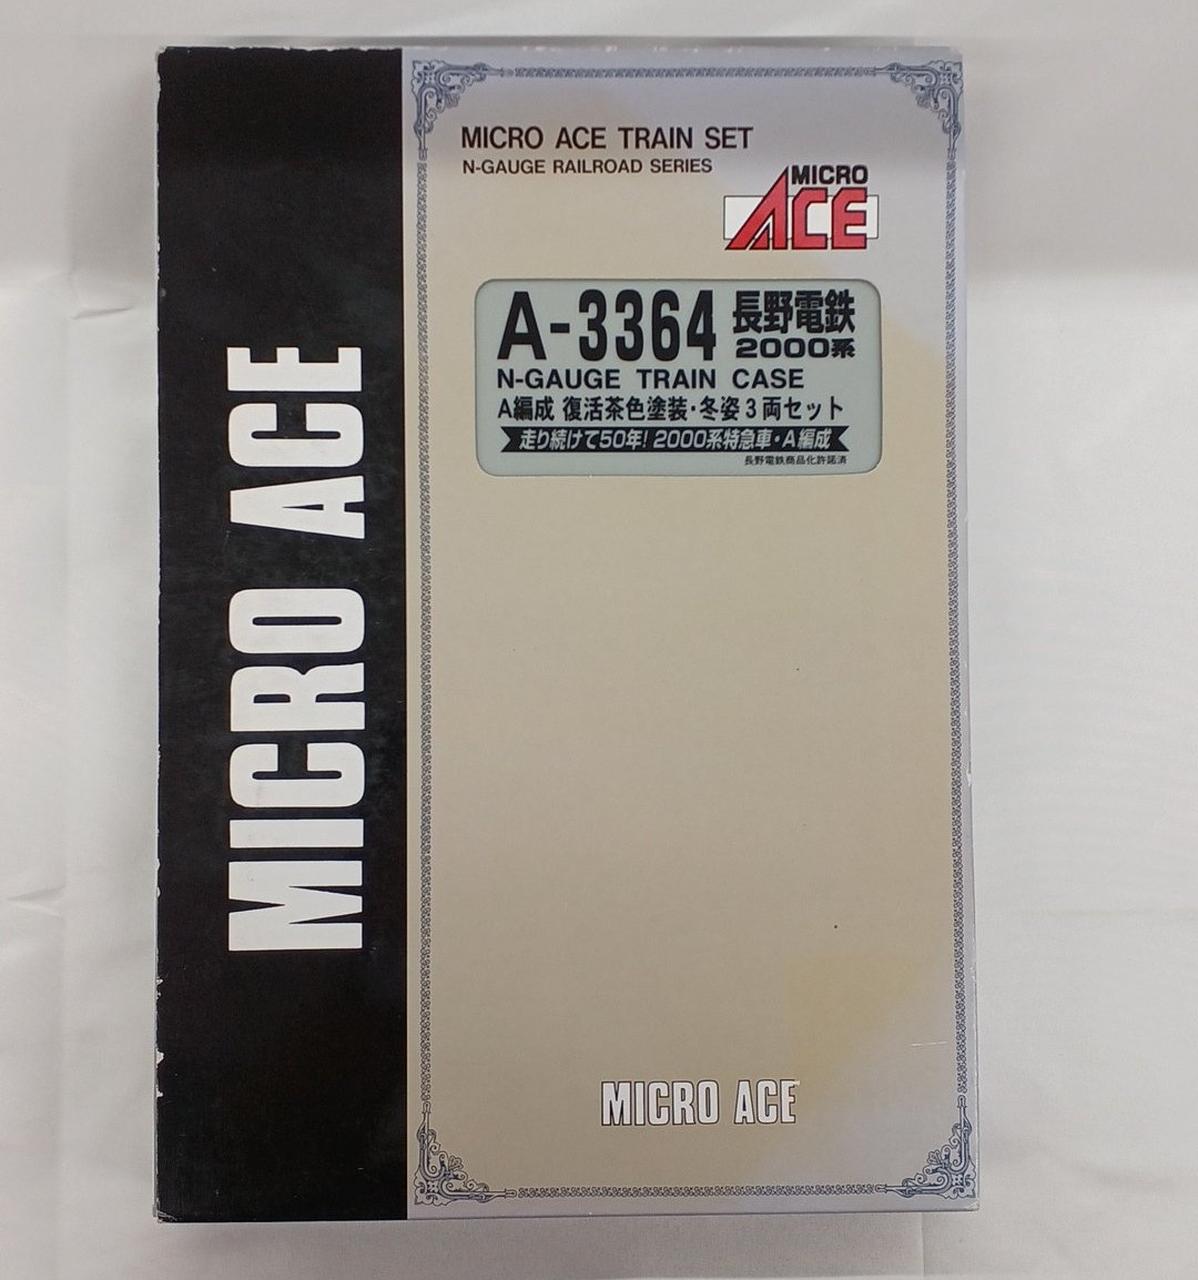 MICRO ACE
MICRO ACE TRAIN SET
N-GAUGE RAILROAD SERIES
MICRO
ACE
A-3364 長野電鉄
2000系
N-GAUGE TRAIN CASE
A編成 復活茶色塗装・冬姿3両セット
走り続けて50年! 2000系特急車・A編成
長野電鉄商品化許諾済
MICRO ACE